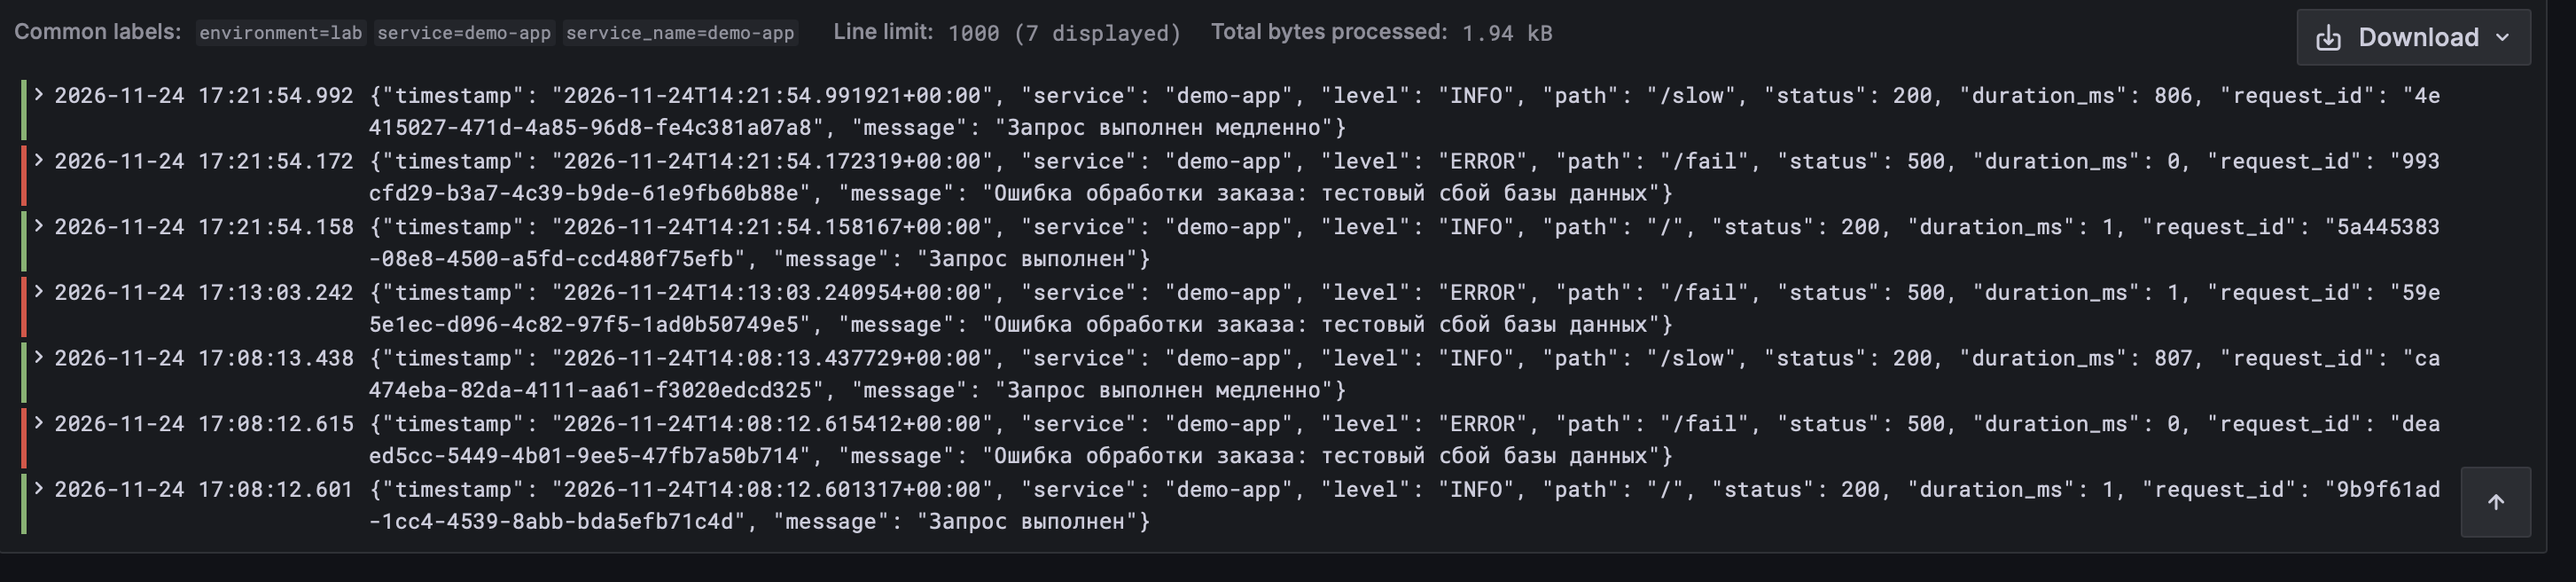 Common labels: environment=lab service=demo-app service_name=demo-app Line limit: 1000 (7 displayed) Total bytes processed: 1.94 kB Download
2026-11-24 17:21:54.992 {"timestamp": "2026-11-24T14:21:54.991921+00:00", "service": "demo-app", "level": "INFO", "path": "/slow", "status": 200, "duration_ms": 806, "request_id": "4e
415027-471d-4a85-96d8-fe4c381a07a8", "message": "Запрос выполнен медленно"}
2026-11-24 17:21:54.172 {"timestamp": "2026-11-24T14:21:54.172319+00:00", "service": "demo-app", "level": "ERROR", "path": "/fail", "status": 500, "duration_ms": 0, "request_id": "993
cfd29-b3a7-4c39-b9de-61e9fb60b88e", "message": "Ошибка обработки заказа: тестовый сбой базы данных"}
2026-11-24 17:21:54.158 {"timestamp": "2026-11-24T14:21:54.158167+00:00", "service": "demo-app", "level": "INFO", "path": "/", "status": 200, "duration_ms": 1, "request_id": "5a445383
-08e8-4500-a5fd-ccd480f75efb", "message": "Запрос выполнен"}
2026-11-24 17:13:03.242 {"timestamp": "2026-11-24T14:13:03.240954+00:00", "service": "demo-app", "level": "ERROR", "path": "/fail", "status": 500, "duration_ms": 1, "request_id": "59e
5e1ec-d096-4c82-97f5-1ad0b50749e5", "message": "Ошибка обработки заказа: тестовый сбой базы данных"}
2026-11-24 17:08:13.438 {"timestamp": "2026-11-24T14:08:13.437729+00:00", "service": "demo-app", "level": "INFO", "path": "/slow", "status": 200, "duration_ms": 807, "request_id": "ca
474eba-82da-4111-aa61-f3020edcd325", "message": "Запрос выполнен медленно"}
2026-11-24 17:08:12.615 {"timestamp": "2026-11-24T14:08:12.615412+00:00", "service": "demo-app", "level": "ERROR", "path": "/fail", "status": 500, "duration_ms": 0, "request_id": "dea
ed5cc-5449-4b01-9ee5-47fb7a50b714", "message": "Ошибка обработки заказа: тестовый сбой базы данных"}
2026-11-24 17:08:12.601 {"timestamp": "2026-11-24T14:08:12.601317+00:00", "service": "demo-app", "level": "INFO", "path": "/", "status": 200, "duration_ms": 1, "request_id": "9b9f61ad
-1cc4-4539-8abb-bda5efb71c4d", "message": "Запрос выполнен"}